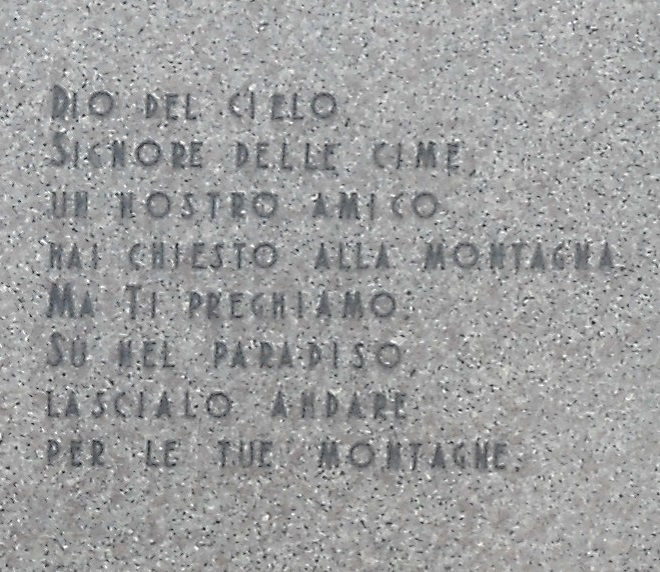 DIO DEL CIELO,
SIGNORE DELLE CIME,
UN NOSTRO AMICO
HAI CHIESTO ALLA MONTAGNA.
MA TI PREGHIAMO:
SU NEL PARADISO,
LASCIALO ANDARE
PER LE TUE MONTAGNE.